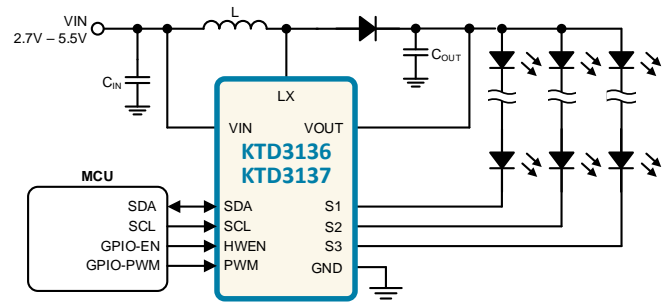 VIN
2.7V – 5.5V
L
CIN
COUT
LX
VIN VOUT
KTD3136
KTD3137
MCU
SDA SDA S1
SCL SCL S2
GPIO-EN HWEN S3
GPIO-PWM PWM GND